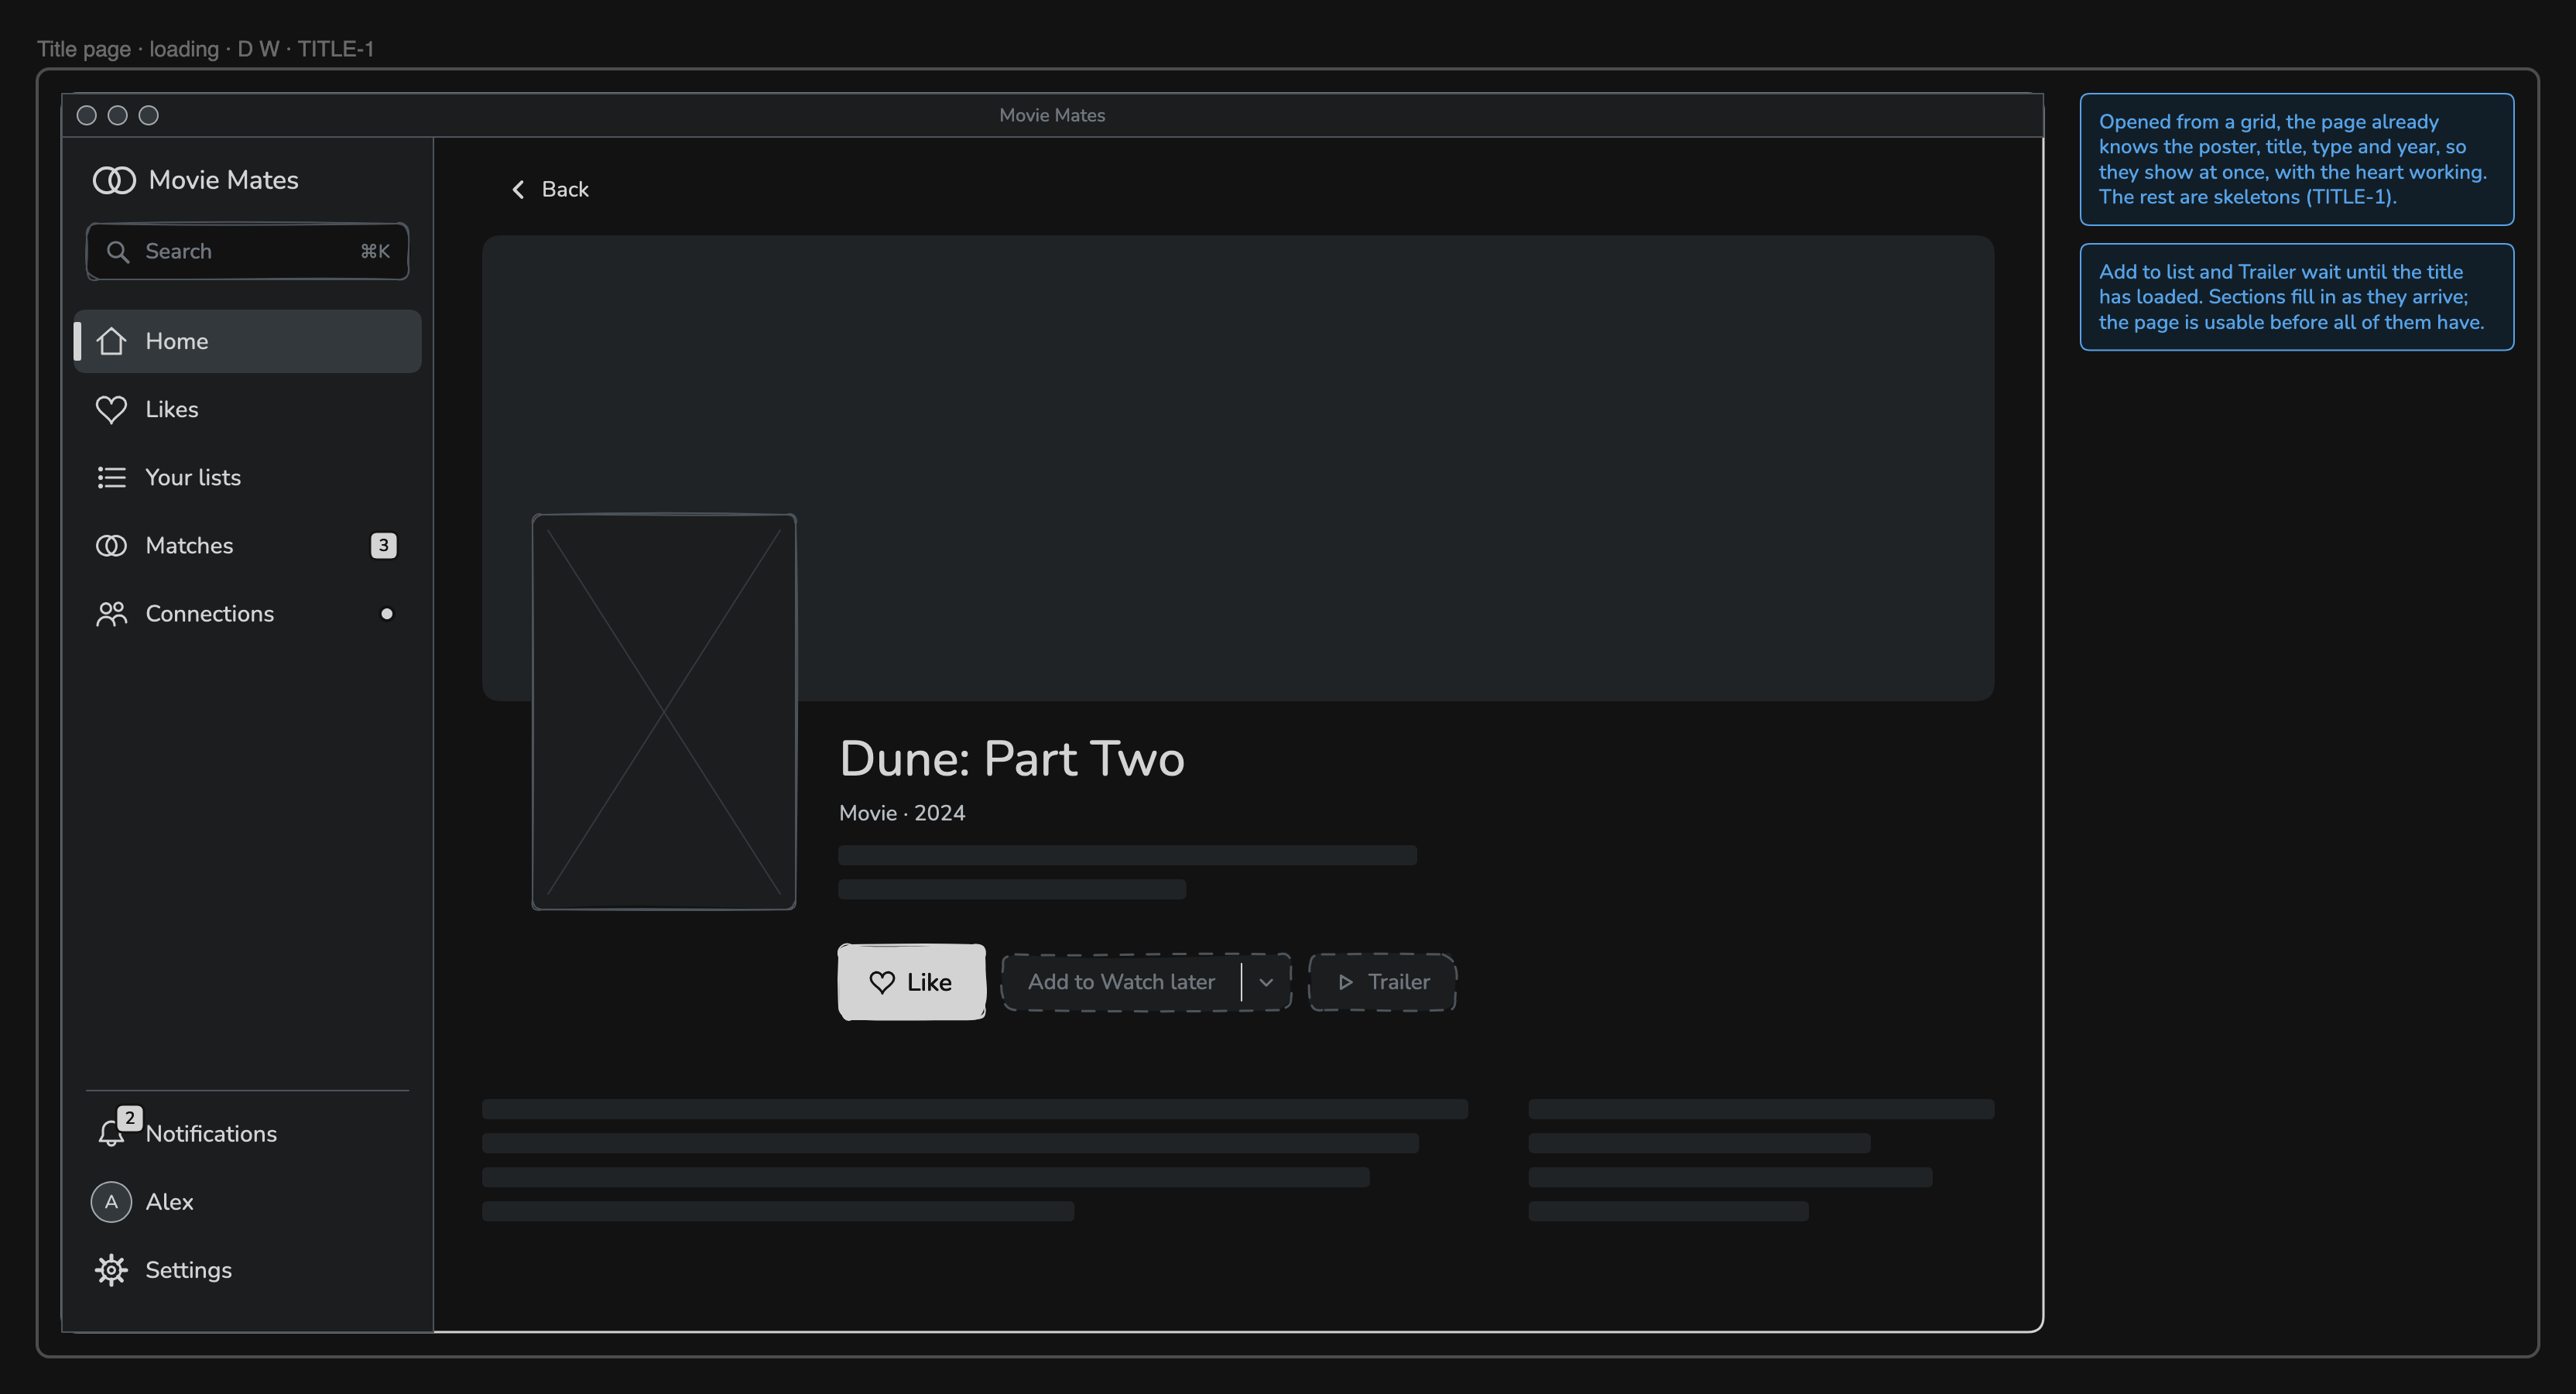 Title page · loading · D W · TITLE-1
Movie Mates
Movie Mates
Search ⌘K
Home
Likes
Your lists
Matches 3
Connections
2
Notifications
A Alex
Settings
Back
Dune: Part Two
Movie · 2024
Like
Add to Watch later
Trailer
Opened from a grid, the page already
knows the poster, title, type and year, so
they show at once, with the heart working.
The rest are skeletons (TITLE-1).
Add to list and Trailer wait until the title
has loaded. Sections fill in as they arrive;
the page is usable before all of them have.